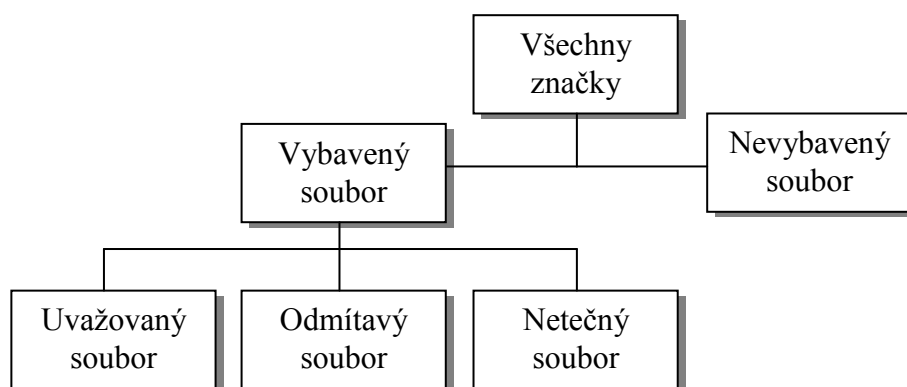 Všechny
značky
Vybavený
soubor
Nevybavený
soubor
Uvažovaný
soubor
Odmítavý
soubor
Netečný
soubor